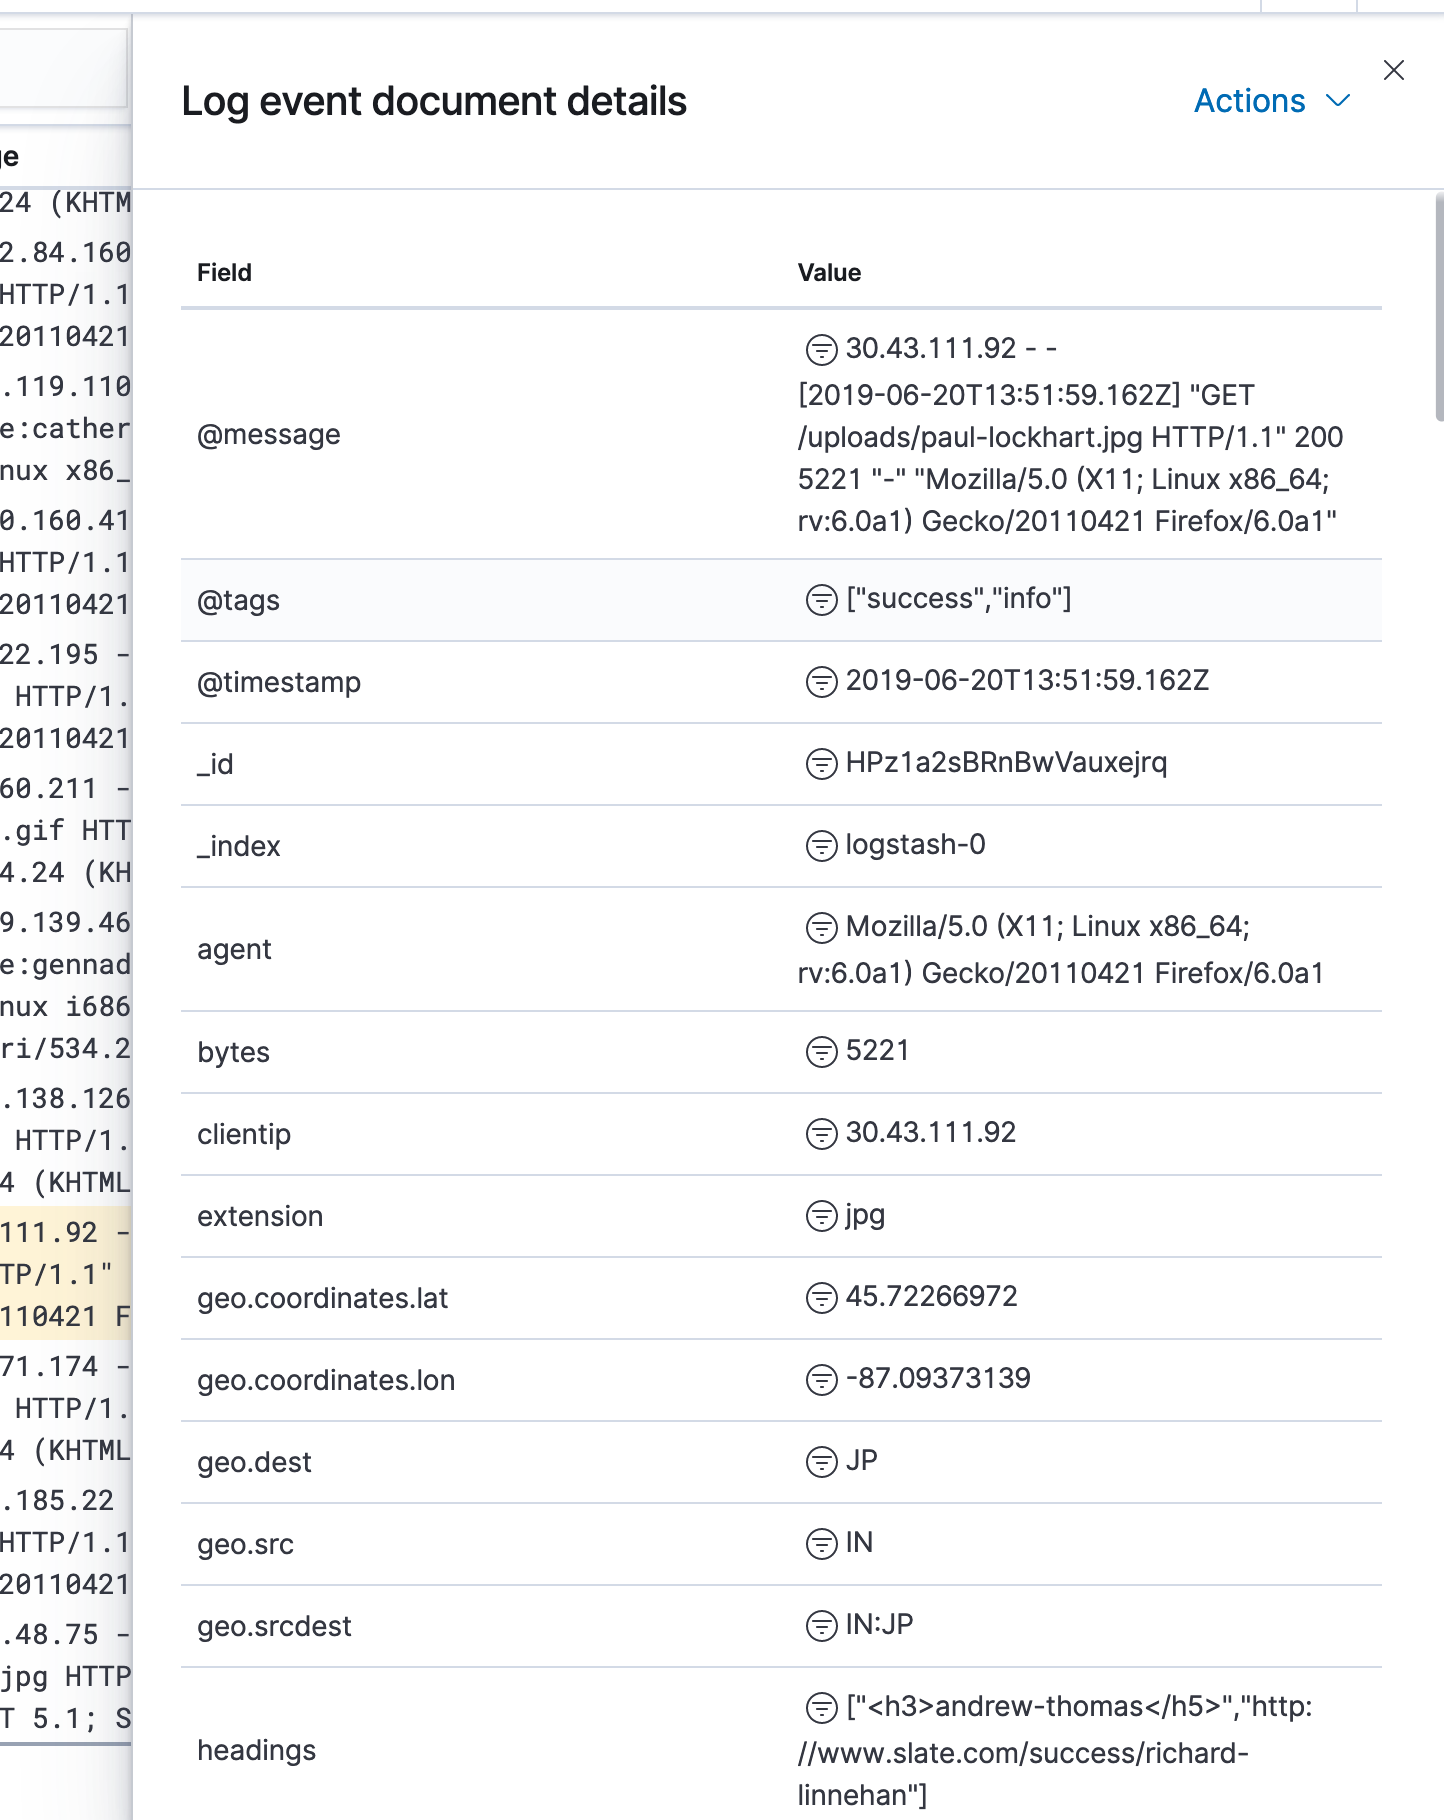 Log event document details
Actions
ge
24 (KHTM
2.84.160
HTTP/1.1
20110421
.119.110
e:cather
nux x86_
0.160.41
HTTP/1.1
20110421
22.195 -
HTTP/1.
20110421
60.211 -
.gif HTT
4.24 (KH
9.139.46
e:gennad
nux i686
ri/534.2
.138.126
HTTP/1.
4 (KHTML
111.92 -
TP/1.1"
110421 F
71.174 -
HTTP/1.
4 (KHTML
.185.22
HTTP/1.1
20110421
.48.75 -
jpg HTTP
T 5.1; S
Field Value
@message 30.43.111.92 - -
[2019-06-20T13:51:59.162Z] "GET
/uploads/paul-lockhart.jpg HTTP/1.1" 200
5221 "-" "Mozilla/5.0 (X11; Linux x86_64;
rv:6.0a1) Gecko/20110421 Firefox/6.0a1"
@tags ["success","info"]
@timestamp 2019-06-20T13:51:59.162Z
_id HPz1a2sBRnBwVauxejrq
_index logstash-0
agent Mozilla/5.0 (X11; Linux x86_64;
rv:6.0a1) Gecko/20110421 Firefox/6.0a1
bytes 5221
clientip 30.43.111.92
extension jpg
geo.coordinates.lat 45.72266972
geo.coordinates.lon -87.09373139
geo.dest JP
geo.src IN
geo.srcdest IN:JP
headings ["<h3>andrew-thomas</h5>","http:
//www.slate.com/success/richard-
linnehan"]